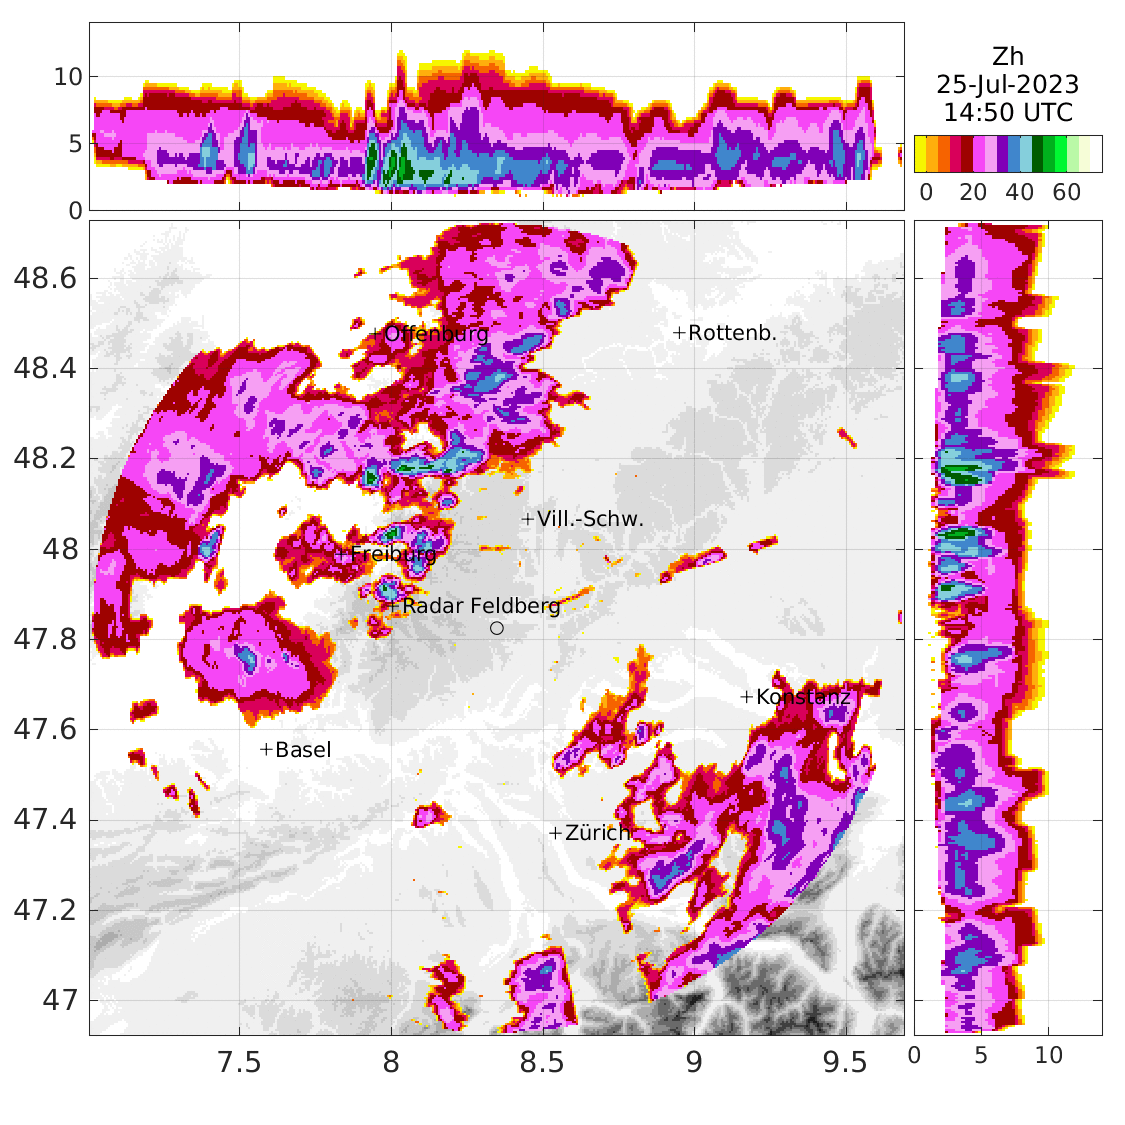 10
5
0
Zh
25-Jul-2023
14:50 UTC
0 20 40 60
48.6
48.4
48.2
48
47.8
47.6
47.4
47.2
47
+Offenburg
+Rottenb.
+Vill.-Schw.
+Freiburg
+Radar Feldberg
+Konstanz
+Basel
+Zürich
7.5 8 8.5 9 9.5
0 5 10